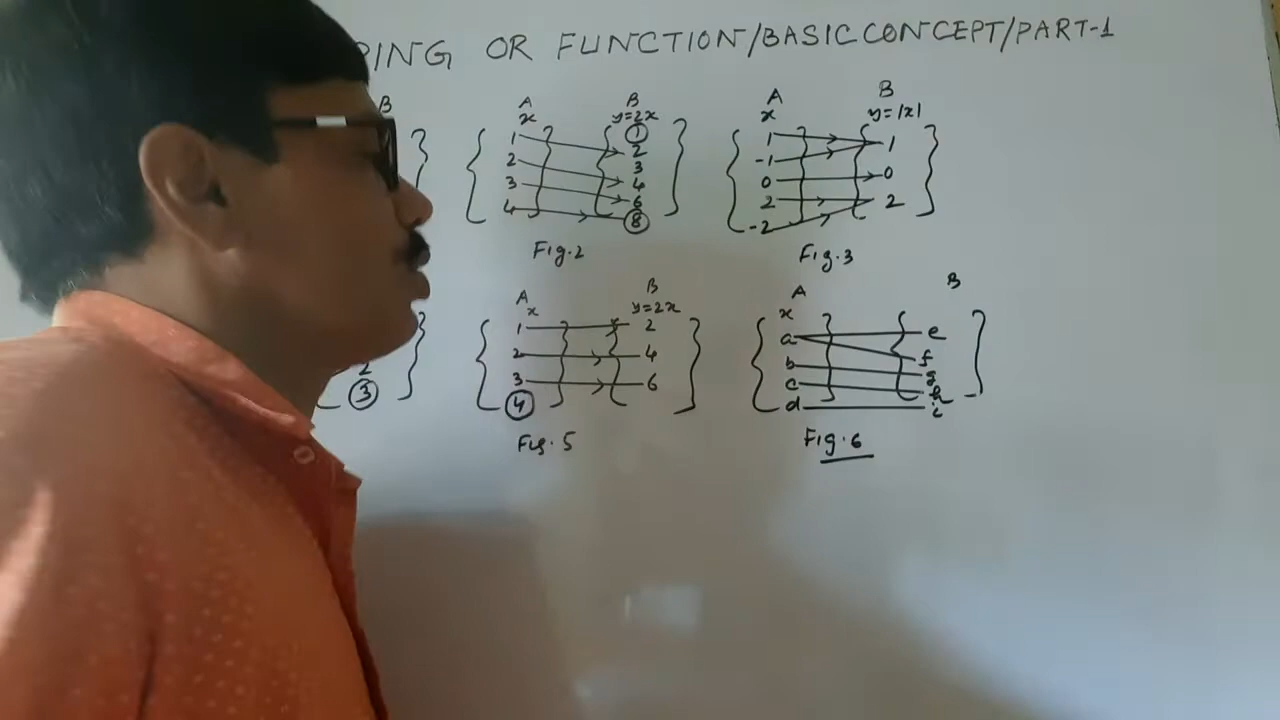 PING OR FUNCTION/BASIC CONCEPT/PART-1
B
A B
x y=2x
1 1
2 2
3 3
4 4
6
8
Fig.2
A B
x y=|x|
1 1
-1
0 0
2 2
-2
Fig.3
2
3
A B
x y=2x
1 2
2 4
3 6
4
Fig.5
A B
x
a e
b f
c g
d h
i
Fig.6